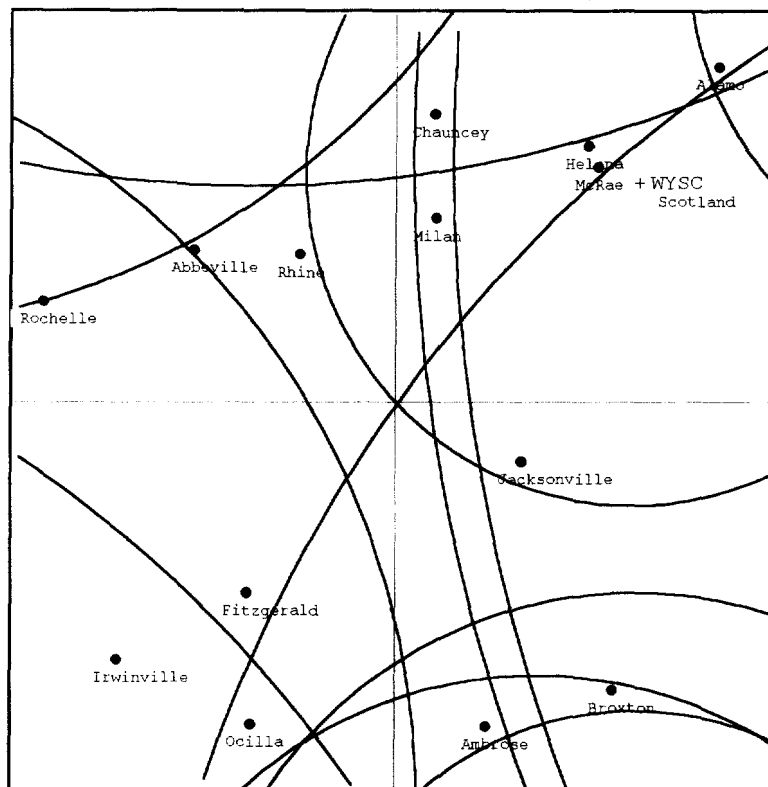 Alamo
Chauncey
Helena
McRae + WYSC
Scotland
Milan
Abbeville
Rhine
Rochelle
Jacksonville
Fitzgerald
Irwinville
Broxton
Ocilla
Ambrose